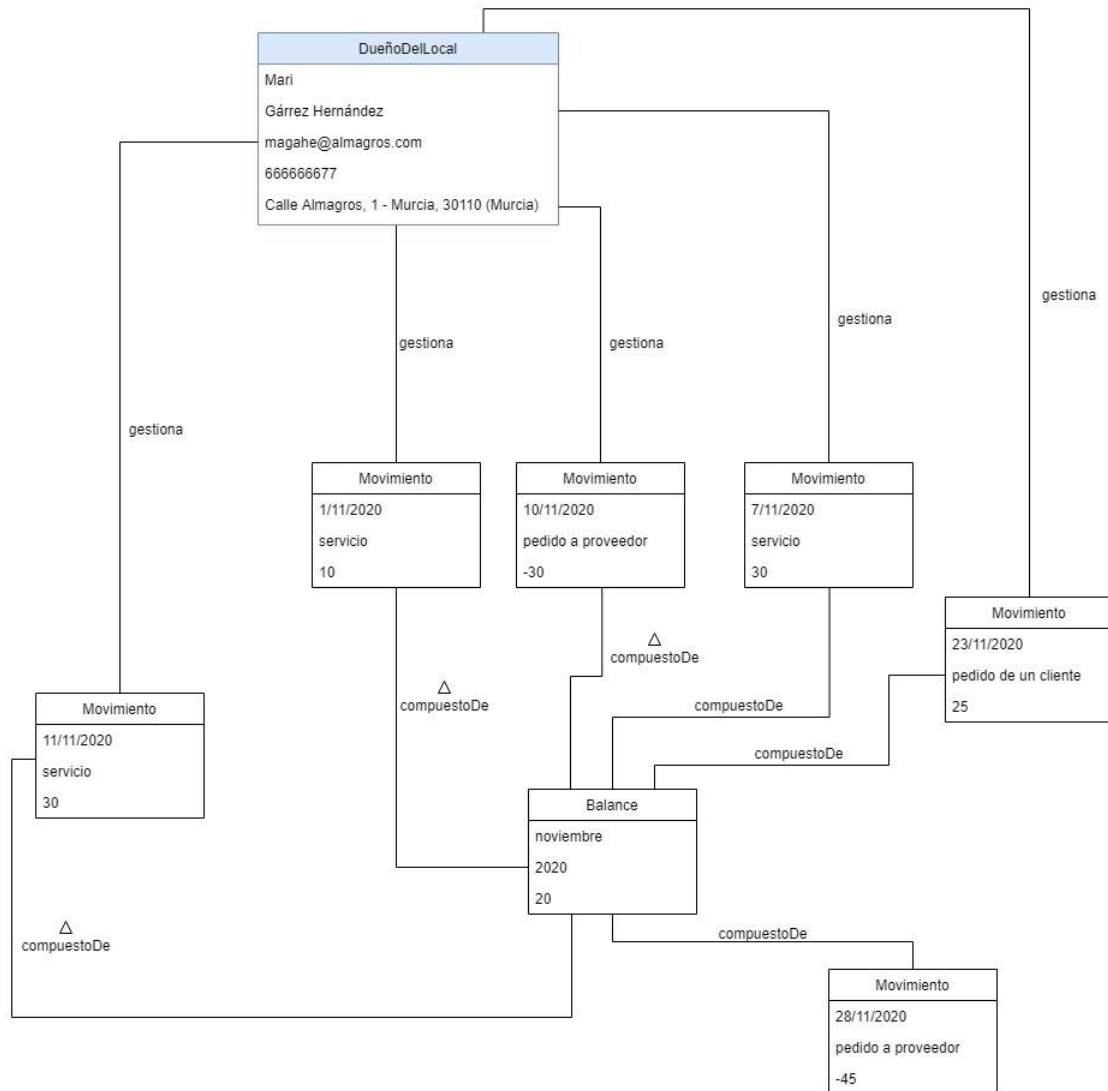 DueñoDelLocal
Mari
Gárrez Hernández
magahe@almagros.com
666666677
Calle Almagros, 1 - Murcia, 30110 (Murcia)
gestiona
gestiona
gestiona
gestiona
gestiona
Movimiento
1/11/2020
servicio
10
Movimiento
10/11/2020
pedido a proveedor
-30
Movimiento
7/11/2020
servicio
30
Movimiento
23/11/2020
pedido de un cliente
25
Movimiento
11/11/2020
servicio
30
compuestoDe
compuestoDe
compuestoDe
compuestoDe
Balance
noviembre
2020
20
compuestoDe
compuestoDe
Movimiento
28/11/2020
pedido a proveedor
-45